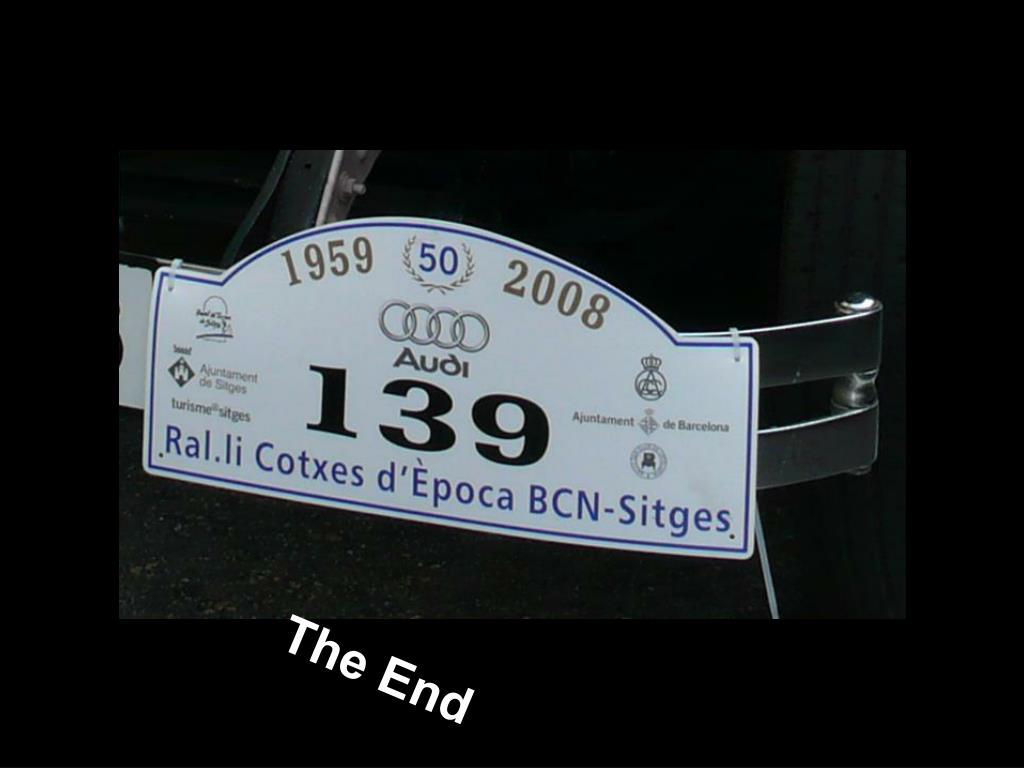 1959 50 2008
Audi
139
Ajuntament
de Sitges
turisme sitges
Ajuntament de Barcelona
Ral.li Cotxes d'Època BCN-Sitges
The End